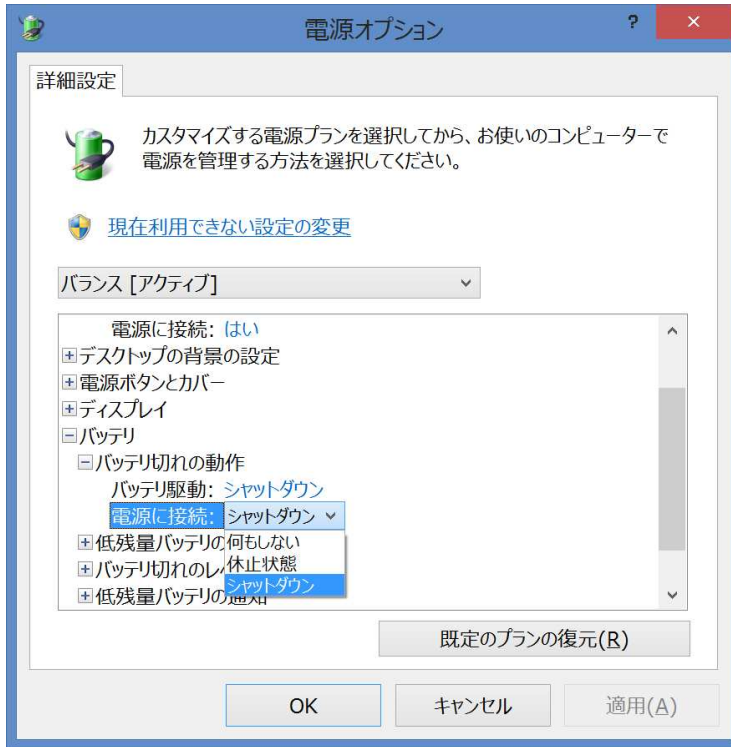 電源オプション
?
×
詳細設定
カスタマイズする電源プランを選択してから、お使いのコンピューターで
電源を管理する方法を選択してください。
現在利用できない設定の変更
バランス [アクティブ]
電源に接続: はい
デスクトップの背景の設定
電源ボタンとカバー
ディスプレイ
バッテリ
バッテリ切れの動作
バッテリ駆動: シャットダウン
電源に接続: シャットダウン
低残量バッテリの
何もしない
バッテリ切れのレベ
休止状態
シャットダウン
低残量バッテリの通知
既定のプランの復元(R)
OK
キャンセル
適用(A)